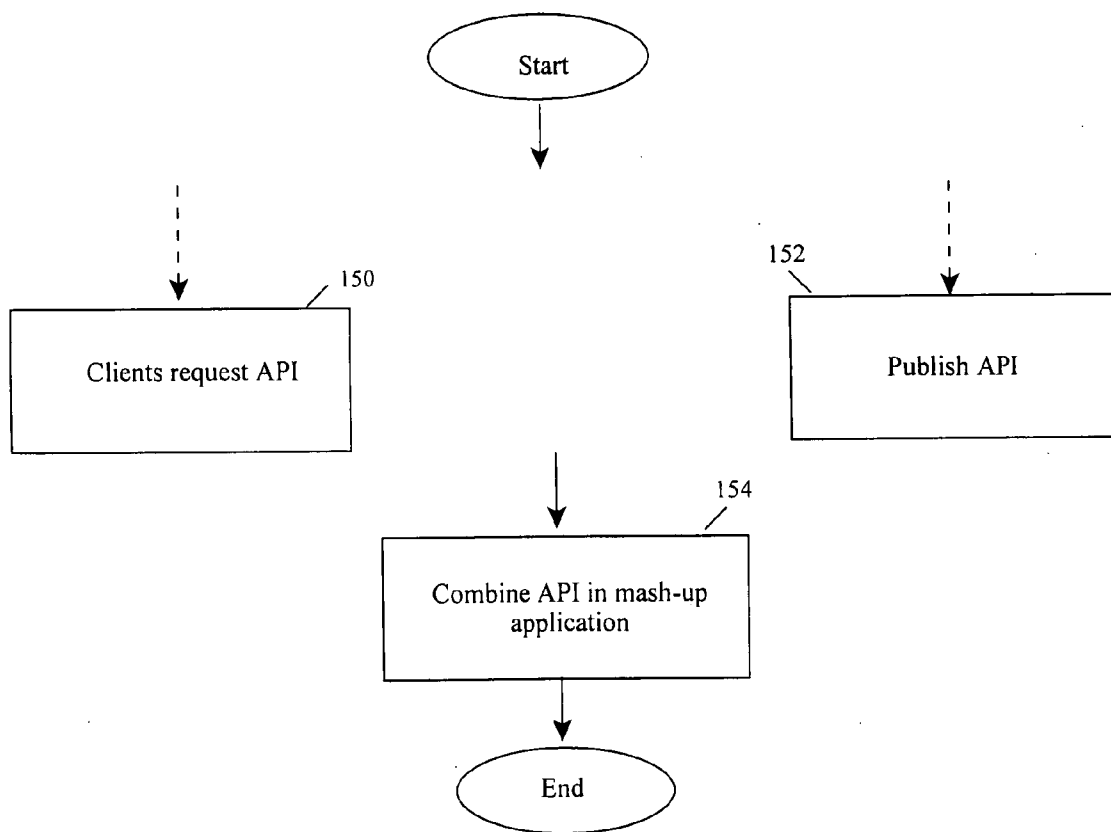 Start
150
152
Clients request API
Publish API
154
Combine API in mash-up
application
End